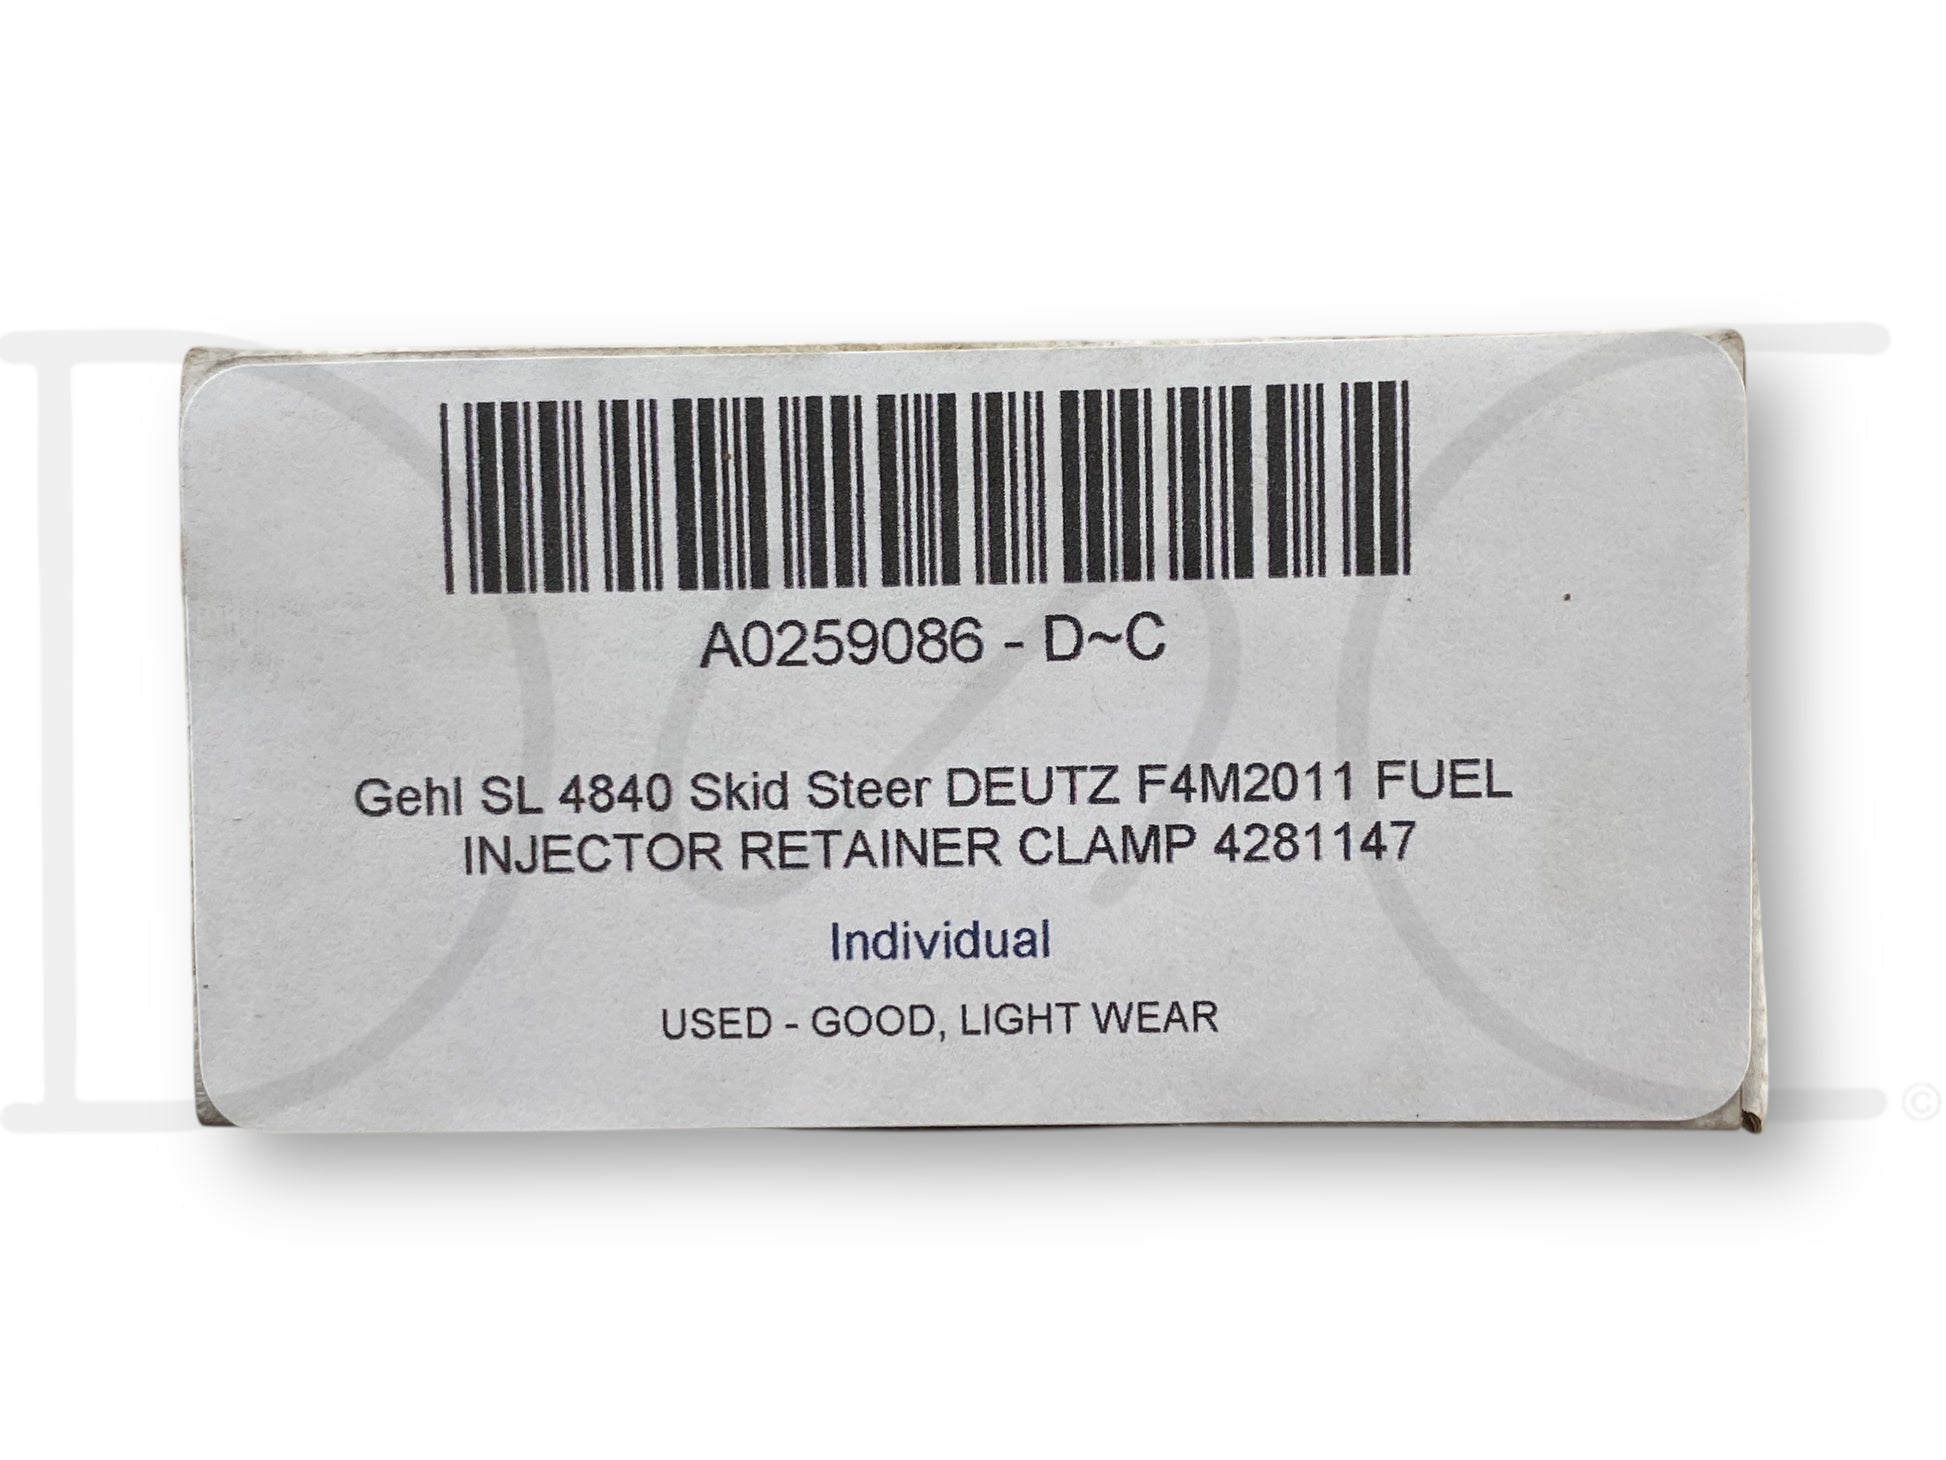 A0259086 - D~C
Gehl SL 4840 Skid Steer DEUTZ F4M2011 FUEL
INJECTOR RETAINER CLAMP 4281147
Individual
USED - GOOD, LIGHT WEAR
D~C ©